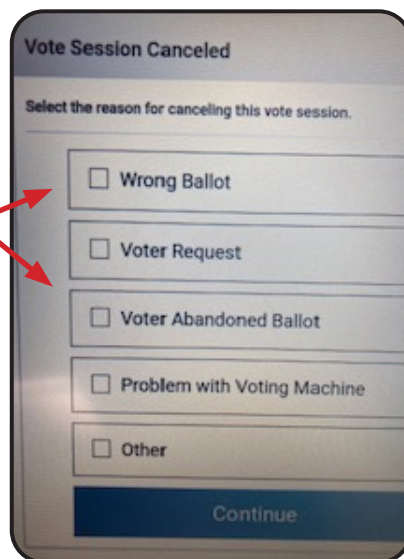 Vote Session Canceled
Select the reason for canceling this vote session.
Wrong Ballot
Voter Request
Voter Abandoned Ballot
Problem with Voting Machine
Other
Continue